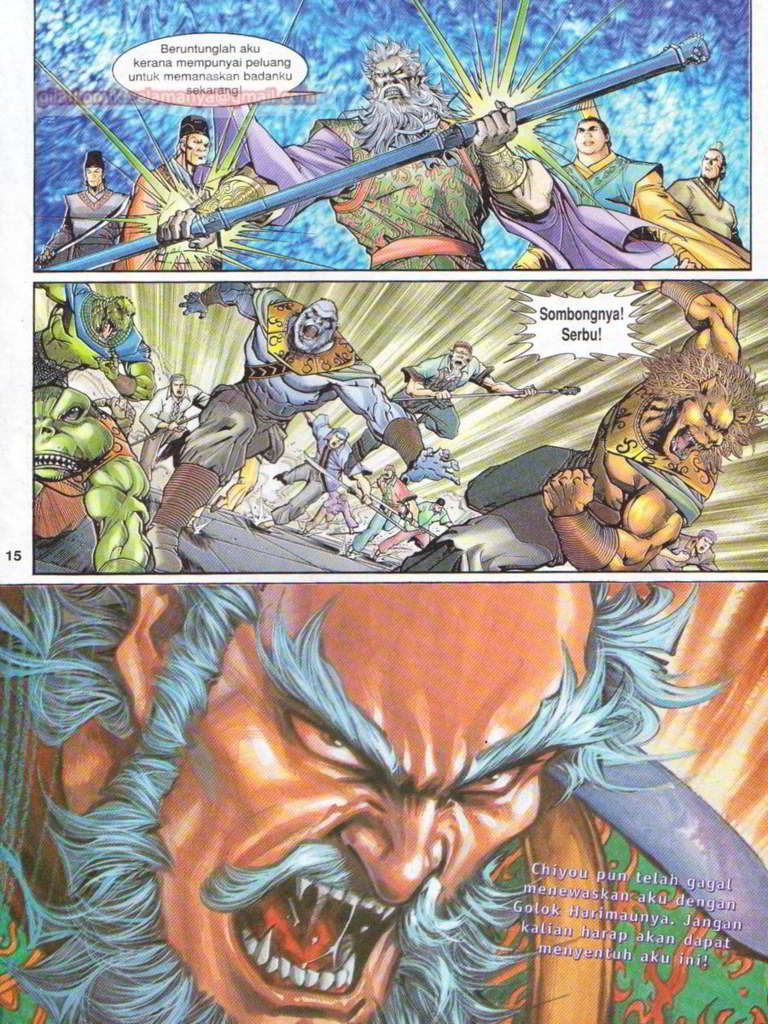 Beruntunglah aku
kerana mempunyai peluang
untuk memanaskan badanku
sekarang!
Sombongnya!
Serbu!
15
Chiyou pun telah gagal
menewaskan aku dengan
Golok Harimaunya. Jangan
kalian harap akan dapat
menyentuh aku ini!